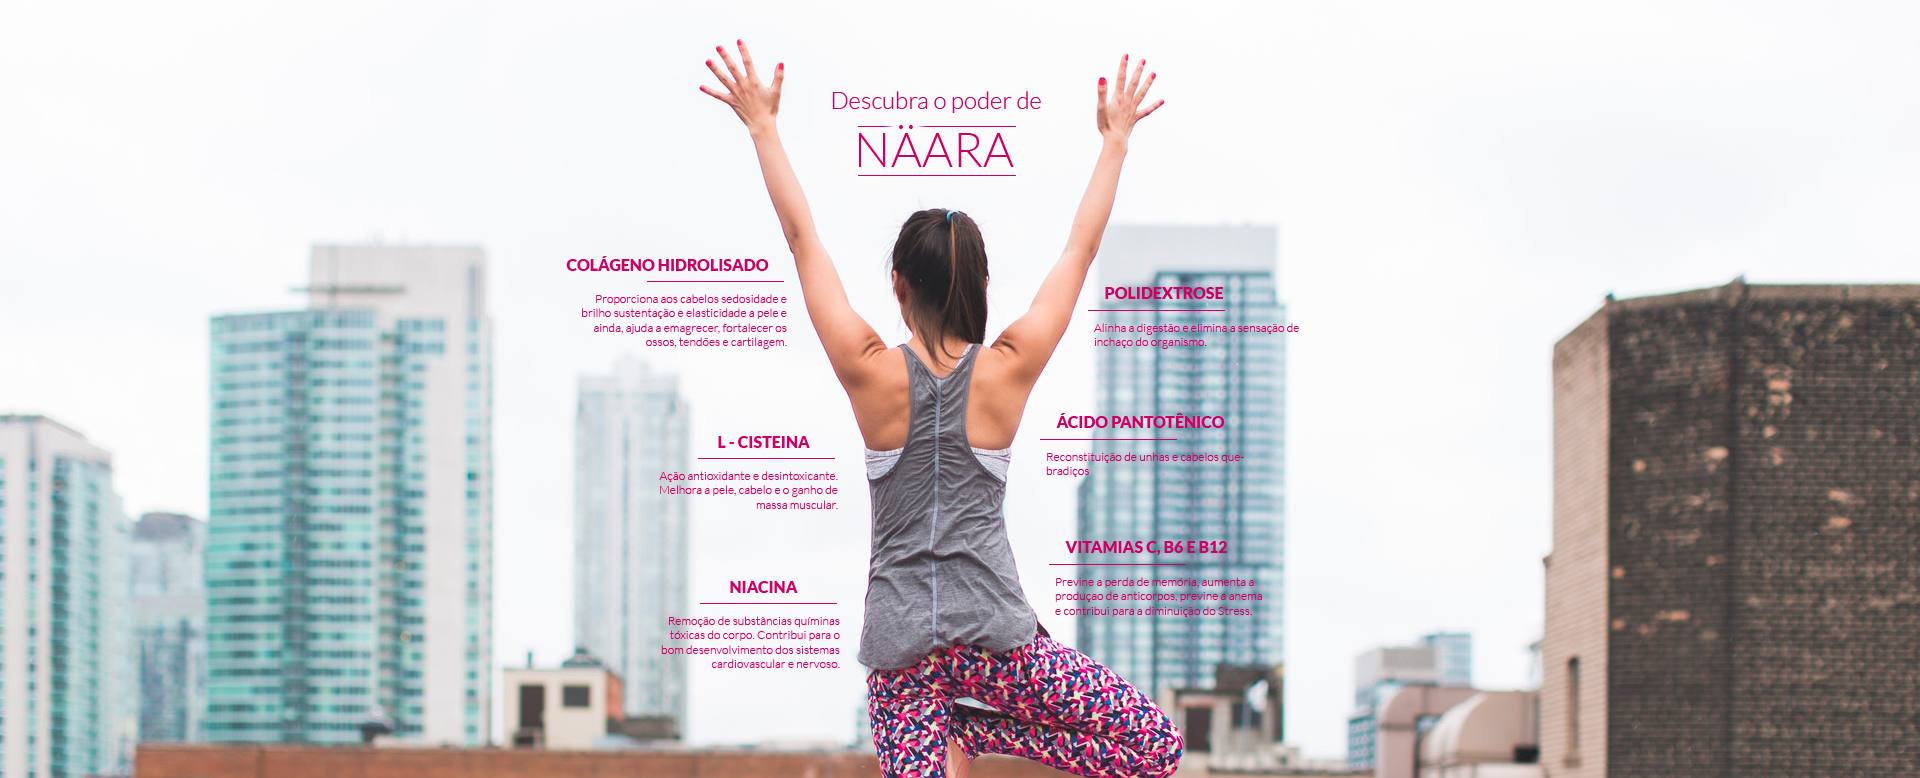 Descubra o poder de
NÄARA
COLÁGENO HIDROLISADO
Proporciona aos cabelos sedosidade e
brilho sustentação e elasticidade a pele e
ainda, ajuda a emagrecer, fortalecer os
ossos, tendões e cartilagem.
L - CISTEINA
Ação antioxidante e desintoxicante.
Melhora a pele, cabelo e o ganho de
massa muscular.
NIACINA
Remoção de substâncias químinas
tóxicas do corpo. Contribui para o
bom desenvolvimento dos sistemas
cardiovascular e nervoso.
POLIDEXTROSE
Alinha a digestão e elimina a sensação de
inchaço do organismo.
ÁCIDO PANTOTÊNICO
Reconstituição de unhas e cabelos que-
bradiços
VITAMIAS C, B6 E B12
Previne a perda de memória, aumenta a
produçao de anticorpos, previne a anema
e contribui para a diminuição do Stress.